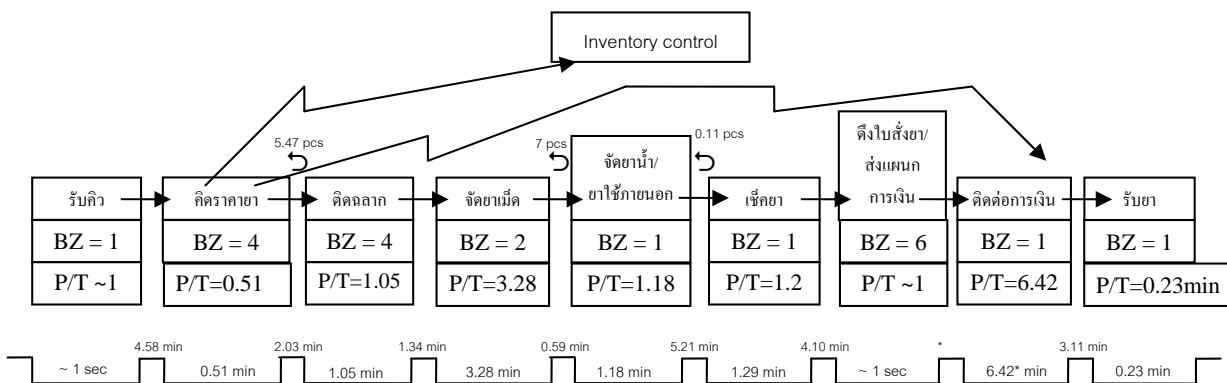 Inventory control
5.47 pcs
7 pcs
0.11 pcs
รับคิว
คิดราคายา
ติดฉลาก
จัดยาเม็ด
จัดยาน้ำ/
ยาใช้ภายนอก
เช็คยา
ดึงใบสั่งยา/
ส่งแผนก
การเงิน
ติดต่อการเงิน
รับยา
BZ = 1
BZ = 4
BZ = 4
BZ = 2
BZ = 1
BZ = 1
BZ = 6
BZ = 1
BZ = 1
P/T ~1
P/T=0.51
P/T=1.05
P/T=3.28
P/T=1.18
P/T=1.2
P/T ~1
P/T=6.42
P/T=0.23min
4.58 min
2.03 min
1.34 min
0.59 min
5.21 min
4.10 min
*
3.11 min
~ 1 sec
0.51 min
1.05 min
3.28 min
1.18 min
1.29 min
~ 1 sec
6.42* min
0.23 min